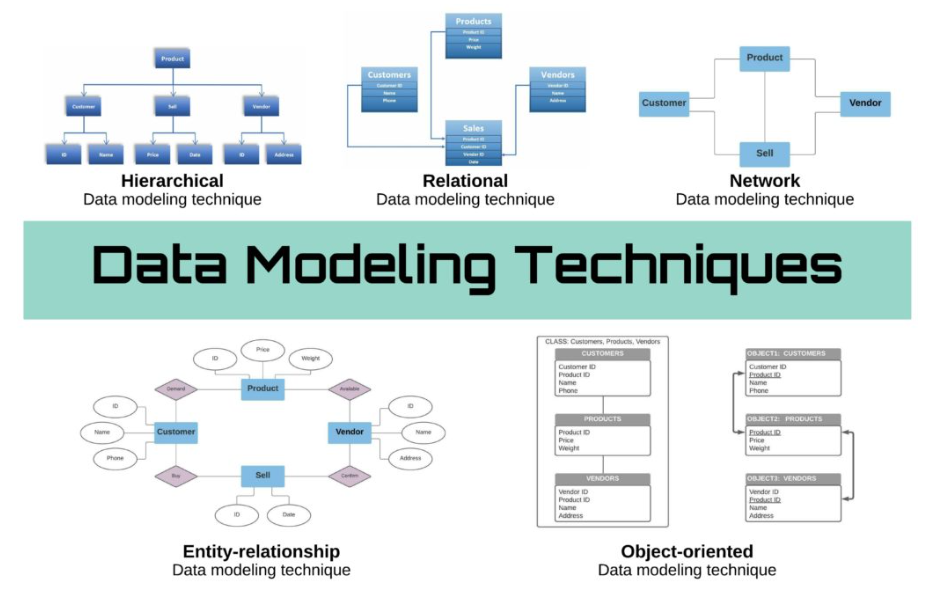 Product
Customer
Sell
Vendor
ID
Name
Price
Date
ID
Address
Hierarchical
Data modeling technique
Products
Product ID
Price
Weight
Customers
Customer ID
Name
Phone
Vendors
Vendor ID
Name
Address
Sales
Product ID
Customer ID
Vendor ID
Date
Relational
Data modeling technique
Product
Customer
Vendor
Sell
Network
Data modeling technique
Data Modeling Techniques
Price
ID
Weight
Demand
Product
Available
ID
Name
Phone
Customer
Vendor
ID
Name
Address
Buy
Sell
Confirm
ID
Date
Entity-relationship
Data modeling technique
CLASS: Customers, Products, Vendors
CUSTOMERS
Customer ID
Product ID
Name
Phone
PRODUCTS
Product ID
Price
Weight
VENDORS
Vendor ID
Product ID
Name
Address
OBJECT1: CUSTOMERS
Customer ID
Product ID
Name
Phone
OBJECT2: PRODUCTS
Product ID
Price
Weight
OBJECT3: VENDORS
Vendor ID
Product ID
Name
Address
Object-oriented
Data modeling technique